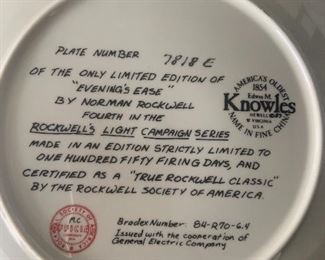 PLATE NUMBER 7818 E
OF THE ONLY LIMITED EDITION OF
"EVENING'S EASE"
BY NORMAN ROCKWELL
FOURTH IN THE
ROCKWELL'S LIGHT CAMPAIGN SERIES
MADE IN AN EDITION STRICTLY LIMITED TO
ONE HUNDRED FIFTY FIRING DAYS, AND
CERTIFIED AS A "TRUE ROCKWELL CLASSIC"
BY THE ROCKWELL SOCIETY OF AMERICA.
AMERICA'S OLDEST
1854
Edwin M.
Knowles
NEWELL
W. VIRGINIA
U.S.A.
NAME IN FINE CHINA
Bradex Number: 84-R70-6.4
Issued with the cooperation of
General Electric Company